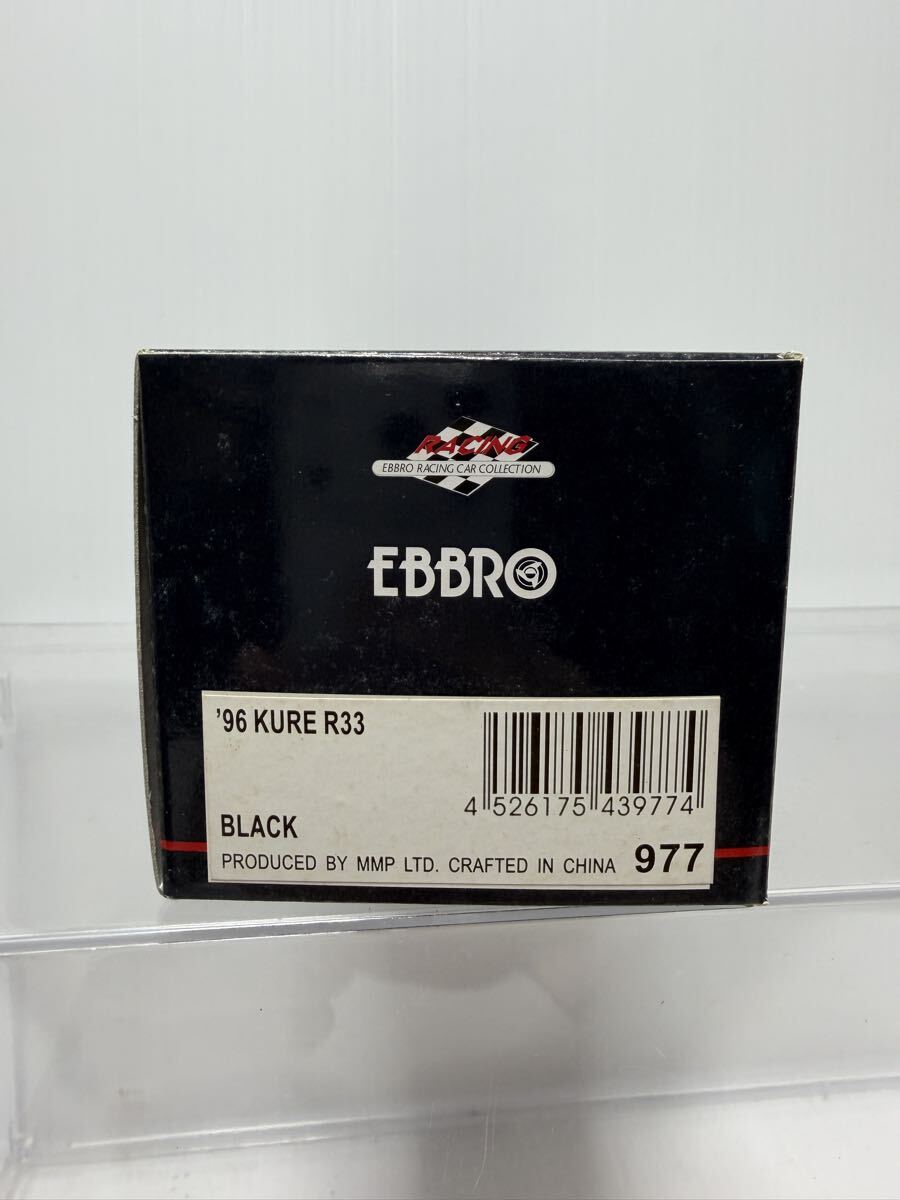 RACING
EBBRO RACING CAR COLLECTION
EBBRO
'96 KURE R33
4 526175 439774
BLACK
PRODUCED BY MMP LTD. CRAFTED IN CHINA 977